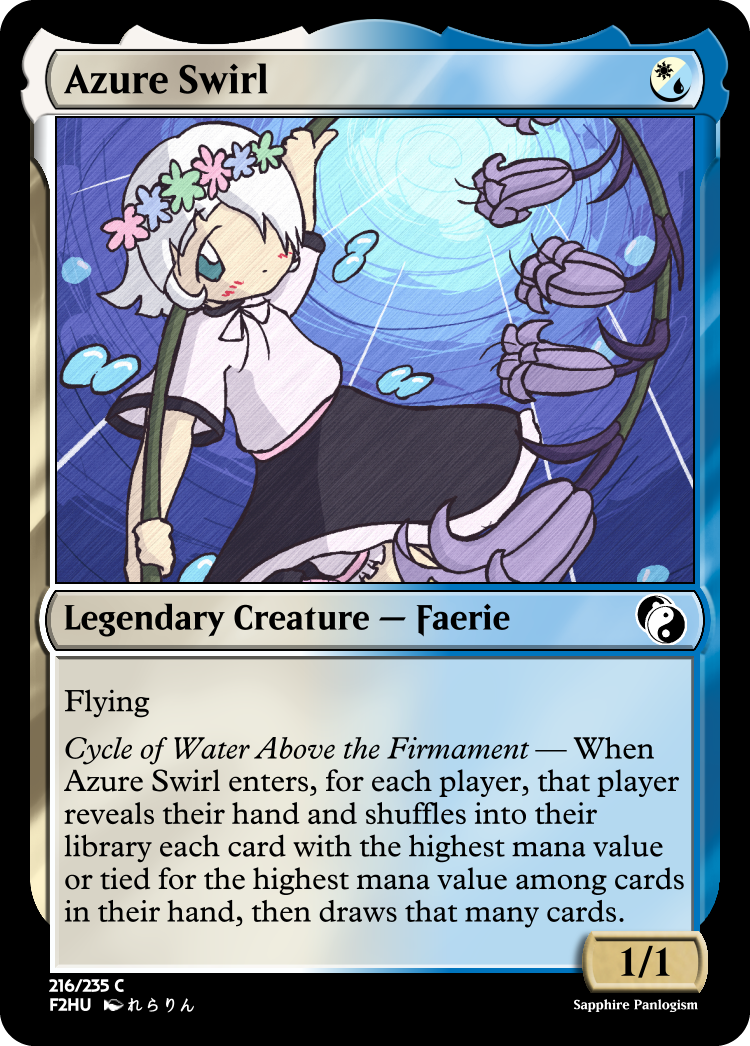 Azure Swirl
Legendary Creature — Faerie
Flying
Cycle of Water Above the Firmament — When
Azure Swirl enters, for each player, that player
reveals their hand and shuffles into their
library each card with the highest mana value
or tied for the highest mana value among cards
in their hand, then draws that many cards.
1/1
216/235 C
F2HU れらりん
Sapphire Panlogism